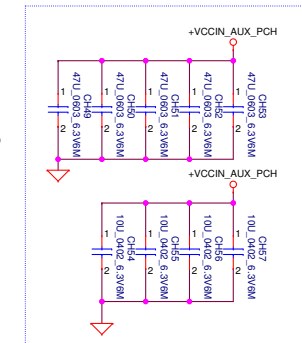 +VCCIN_AUX_PCH
1
2
47U_0603_6.3V6M
CH49
1
2
47U_0603_6.3V6M
CH50
1
2
47U_0603_6.3V6M
CH51
1
2
47U_0603_6.3V6M
CH52
1
2
47U_0603_6.3V6M
CH53
+VCCIN_AUX_PCH
1
2
10U_0402_6.3V6M
CH54
1
2
10U_0402_6.3V6M
CH55
1
2
10U_0402_6.3V6M
CH56
1
2
10U_0402_6.3V6M
CH57